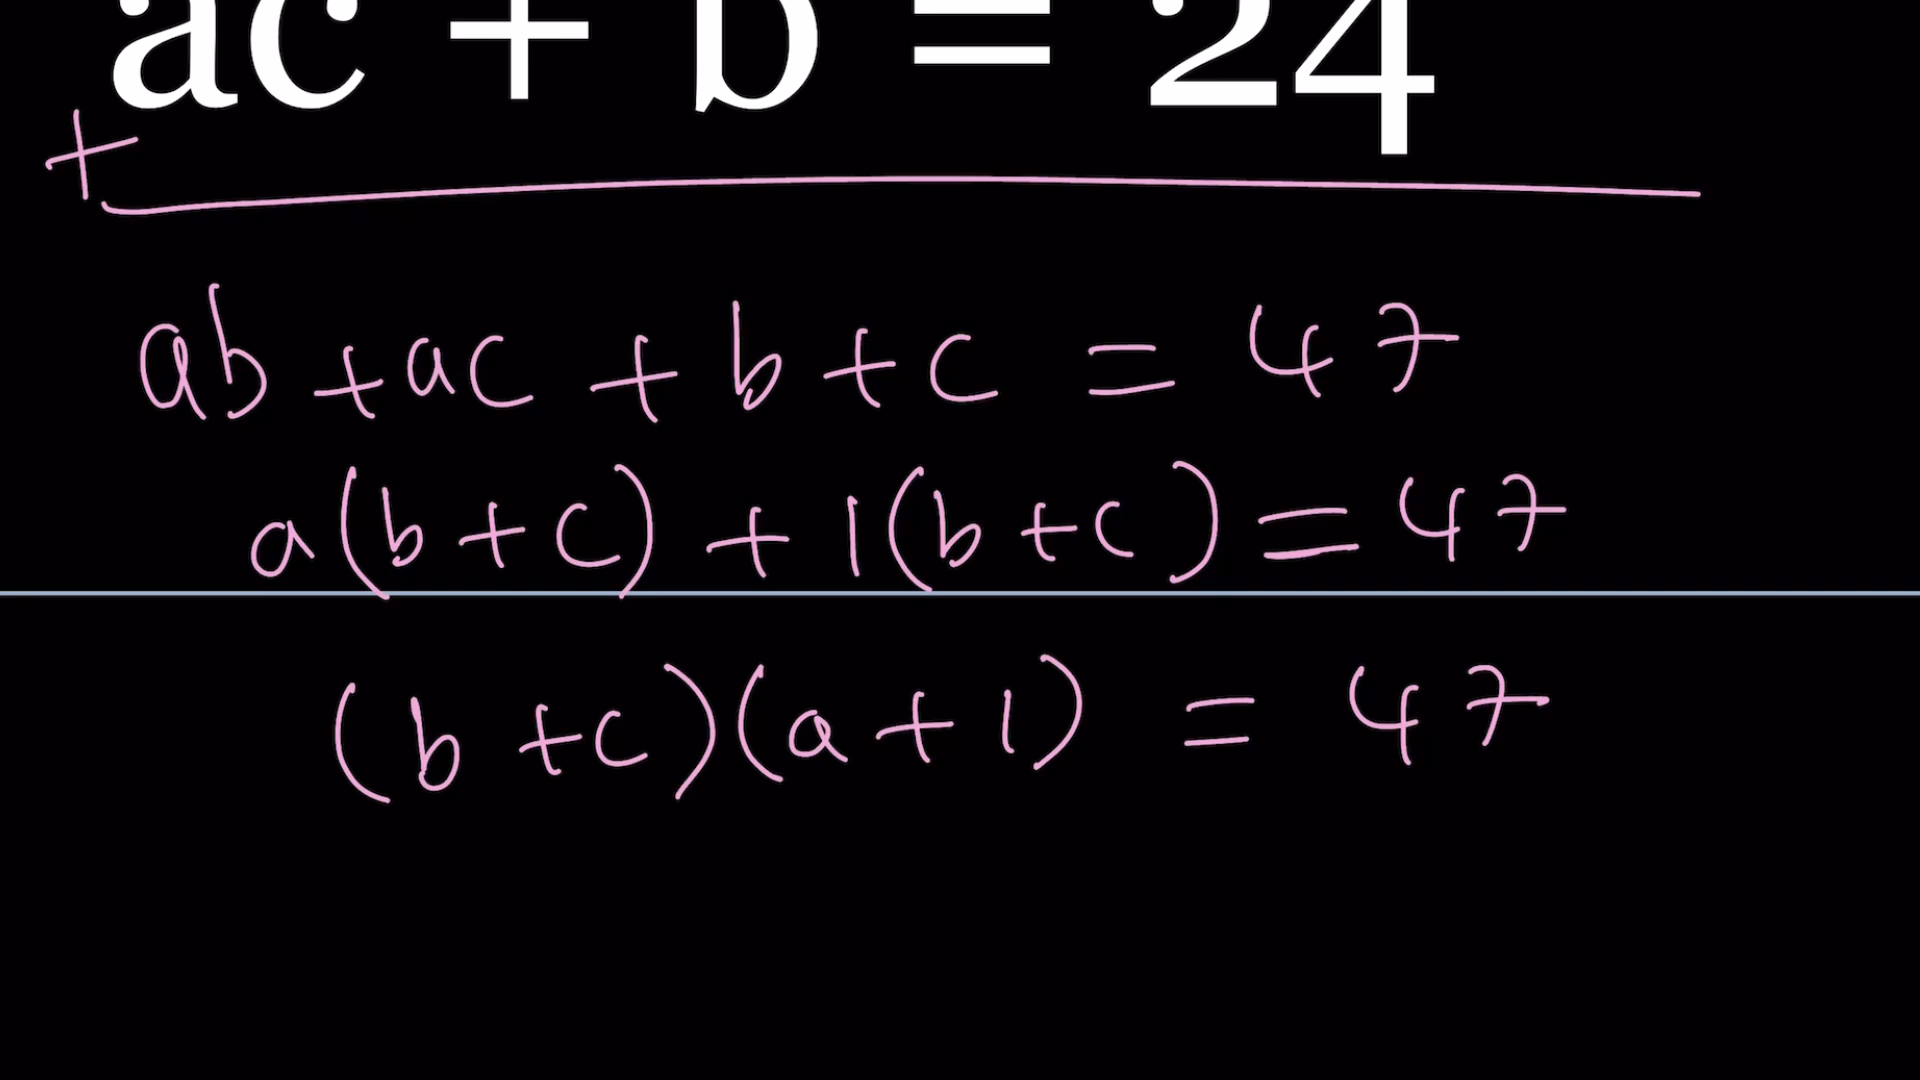 ac + b = 24
+
ab + ac + b + c = 47
a(b + c) + 1(b + c) = 47
(b + c)(a + 1) = 47